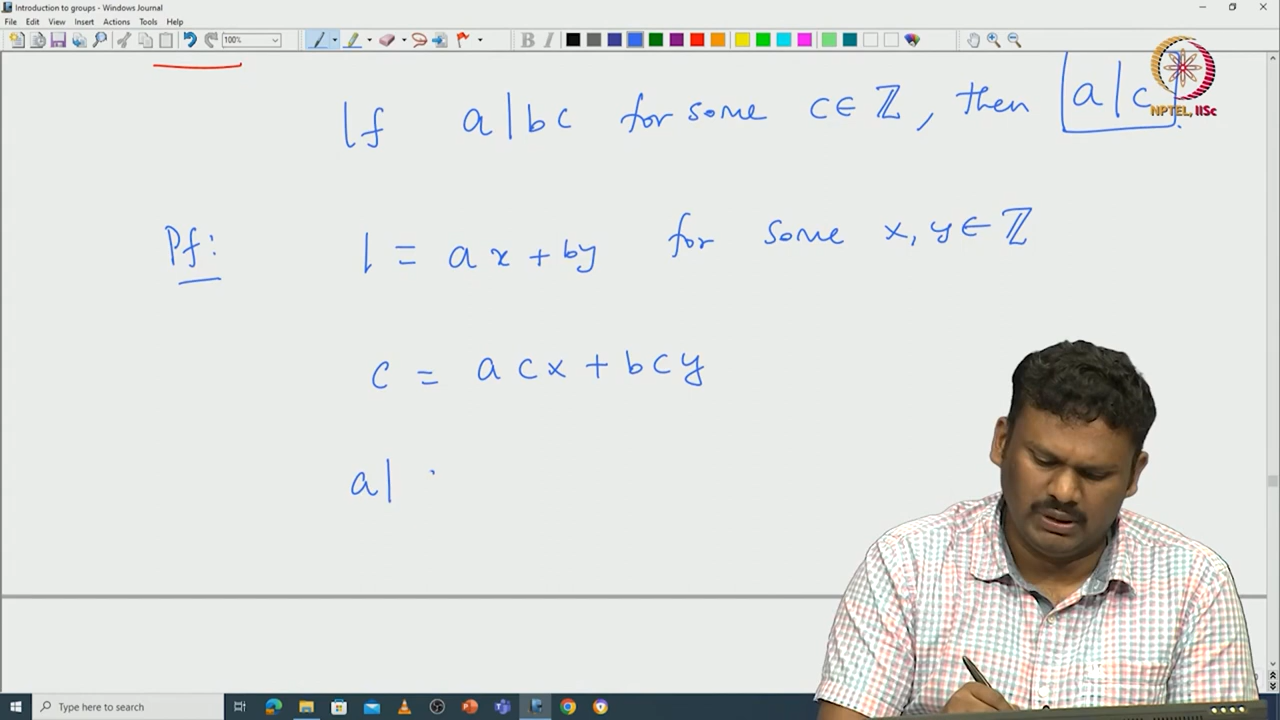 Introduction to groups - Windows Journal
File Edit View Insert Actions Tools Help
100%
B I
NPTEL, IISc
If a|bc for some c∈ℤ, then a|c.
Pf: 1 = ax+by for some x, y∈ℤ
c = acx+bcy
a|
Type here to search